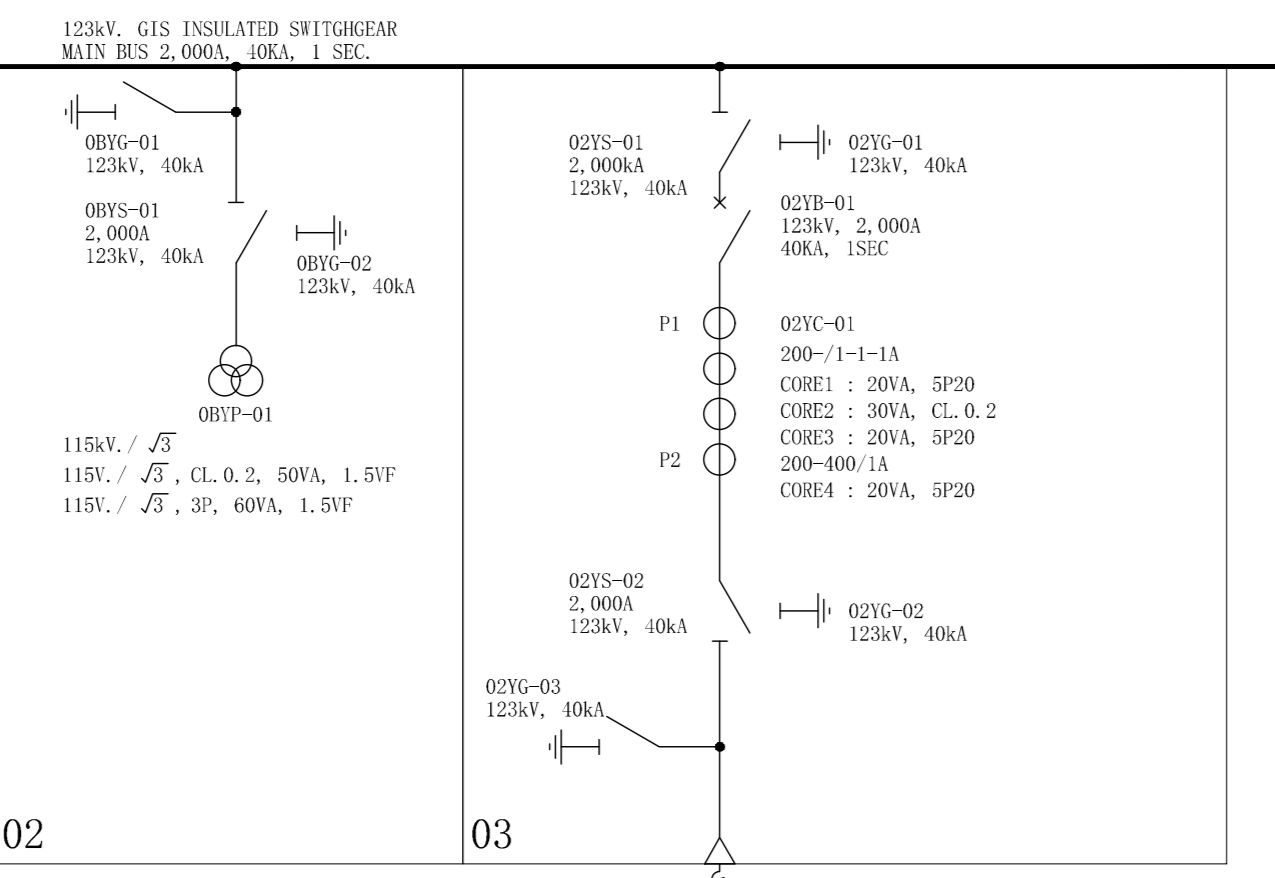 123kV. GIS INSULATED SWITGHGEAR
MAIN BUS 2,000A, 40KA, 1 SEC.
0BYG-01
123kV, 40kA
0BYS-01
2,000A
123kV, 40kA
0BYG-02
123kV, 40kA
0BYP-01
115kV./ √3
115V./ √3, CL.0.2, 50VA, 1.5VF
115V./ √3, 3P, 60VA, 1.5VF
02
02YS-01
2,000kA
123kV, 40kA
02YG-01
123kV, 40kA
02YB-01
123kV, 2,000A
40KA, 1SEC
P1
02YC-01
200-/1-1-1A
CORE1 : 20VA, 5P20
CORE2 : 30VA, CL.0.2
CORE3 : 20VA, 5P20
P2
200-400/1A
CORE4 : 20VA, 5P20
02YS-02
2,000A
123kV, 40kA
02YG-02
123kV, 40kA
02YG-03
123kV, 40kA
03